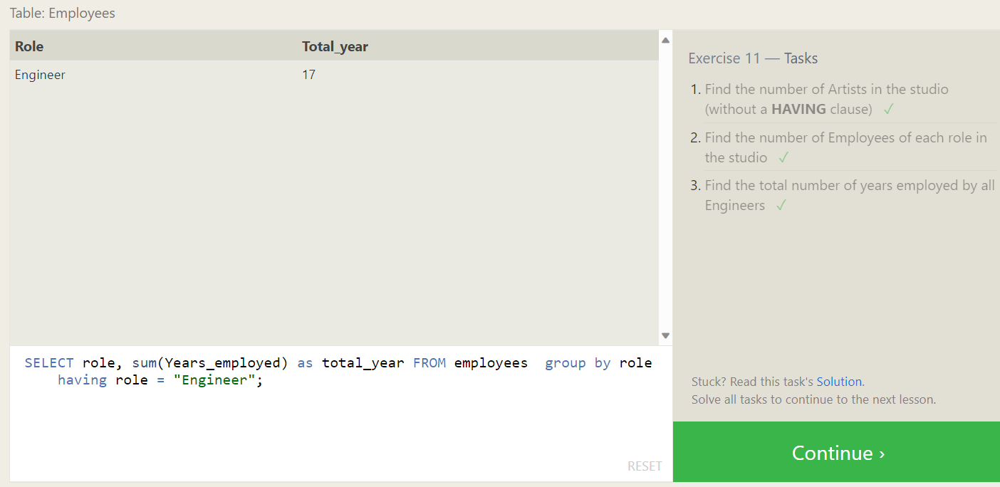 Table: Employees
Role Total_year
Engineer 17
Exercise 11 — Tasks
1. Find the number of Artists in the studio
(without a HAVING clause) ✓
2. Find the number of Employees of each role in
the studio ✓
3. Find the total number of years employed by all
Engineers ✓
SELECT role, sum(Years_employed) as total_year FROM employees  group by role
having role = "Engineer";
RESET
Stuck? Read this task's Solution.
Solve all tasks to continue to the next lesson.
Continue ›